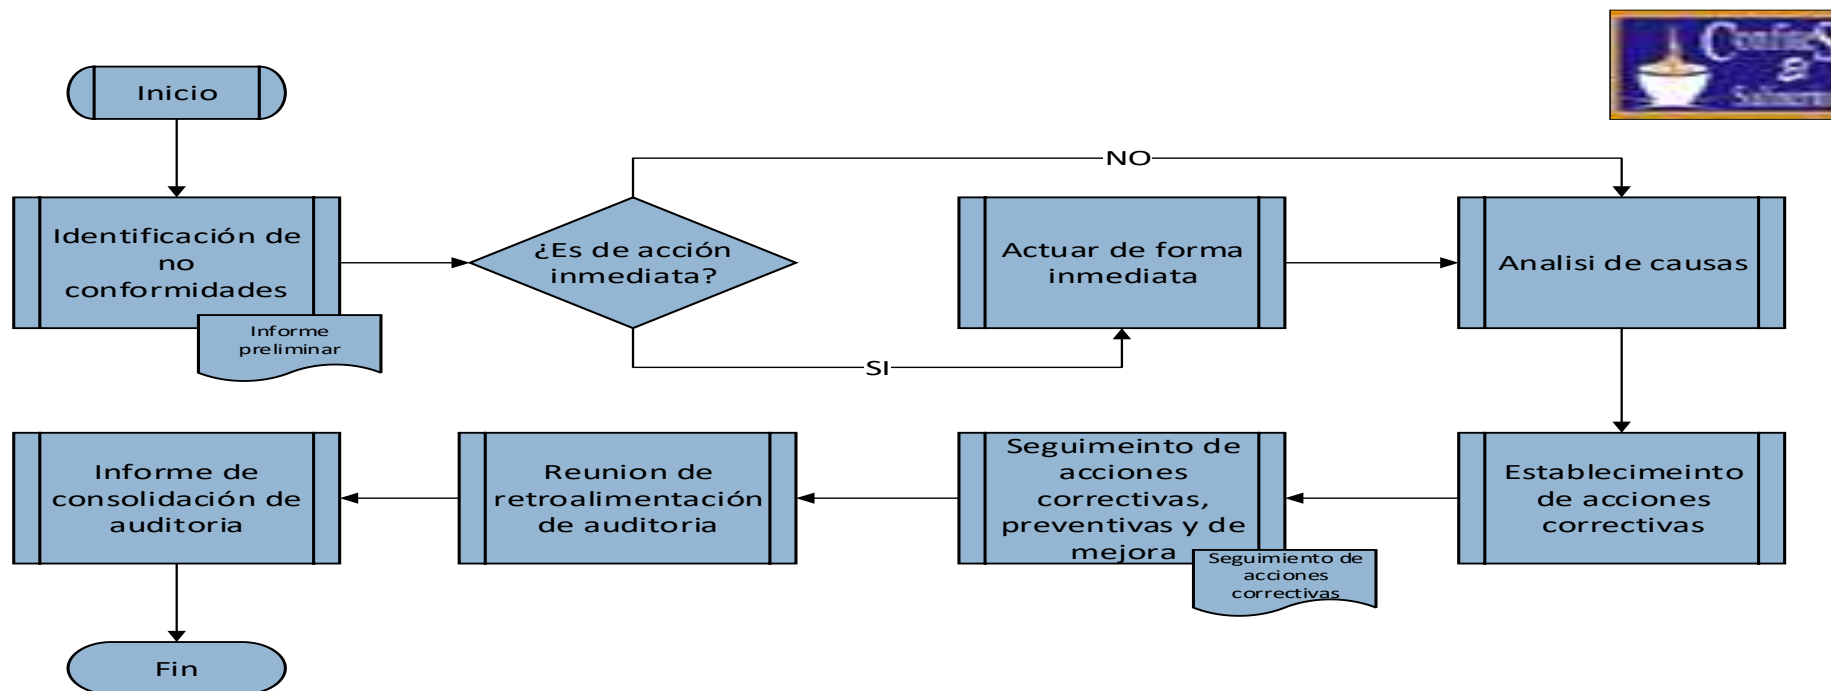 Inicio
NO
Identificación de
no
conformidades
Informe
preliminar
¿Es de acción
inmediata?
SI
Actuar de forma
inmediata
Analisi de causas
Establecimeinto
de acciones
correctivas
Seguimeinto de
acciones
correctivas,
preventivas y de
mejora
Seguimiento de
acciones
correctivas
Reunion de
retroalimentación
de auditoria
Informe de
consolidación de
auditoria
Fin